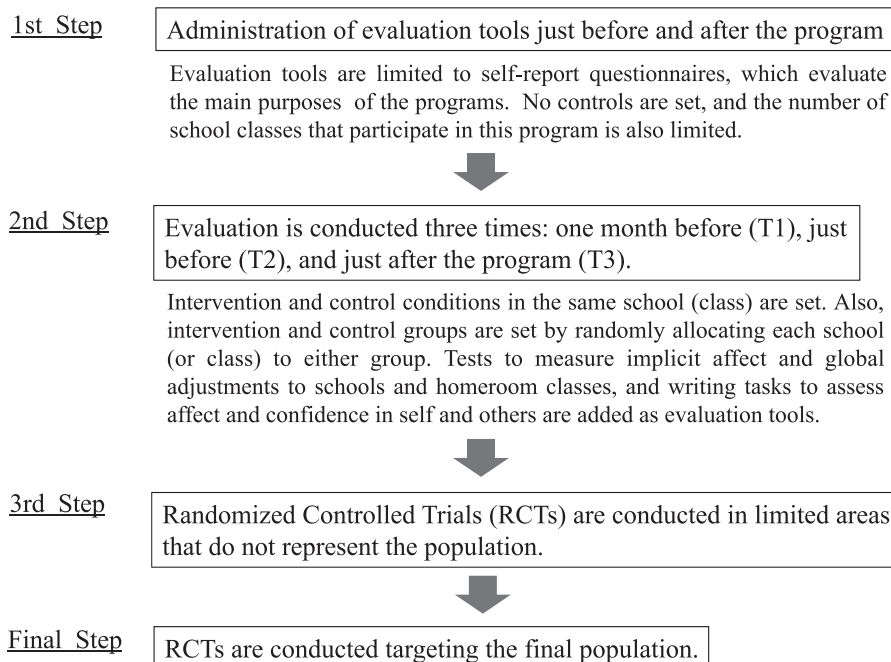 1st Step
Administration of evaluation tools just before and after the program
Evaluation tools are limited to self-report questionnaires, which evaluate
the main purposes of the programs. No controls are set, and the number of
school classes that participate in this program is also limited.
2nd Step
Evaluation is conducted three times: one month before (T1), just
before (T2), and just after the program (T3).
Intervention and control conditions in the same school (class) are set. Also,
intervention and control groups are set by randomly allocating each school
(or class) to either group. Tests to measure implicit affect and global
adjustments to schools and homeroom classes, and writing tasks to assess
affect and confidence in self and others are added as evaluation tools.
3rd Step
Randomized Controlled Trials (RCTs) are conducted in limited areas
that do not represent the population.
Final Step
RCTs are conducted targeting the final population.